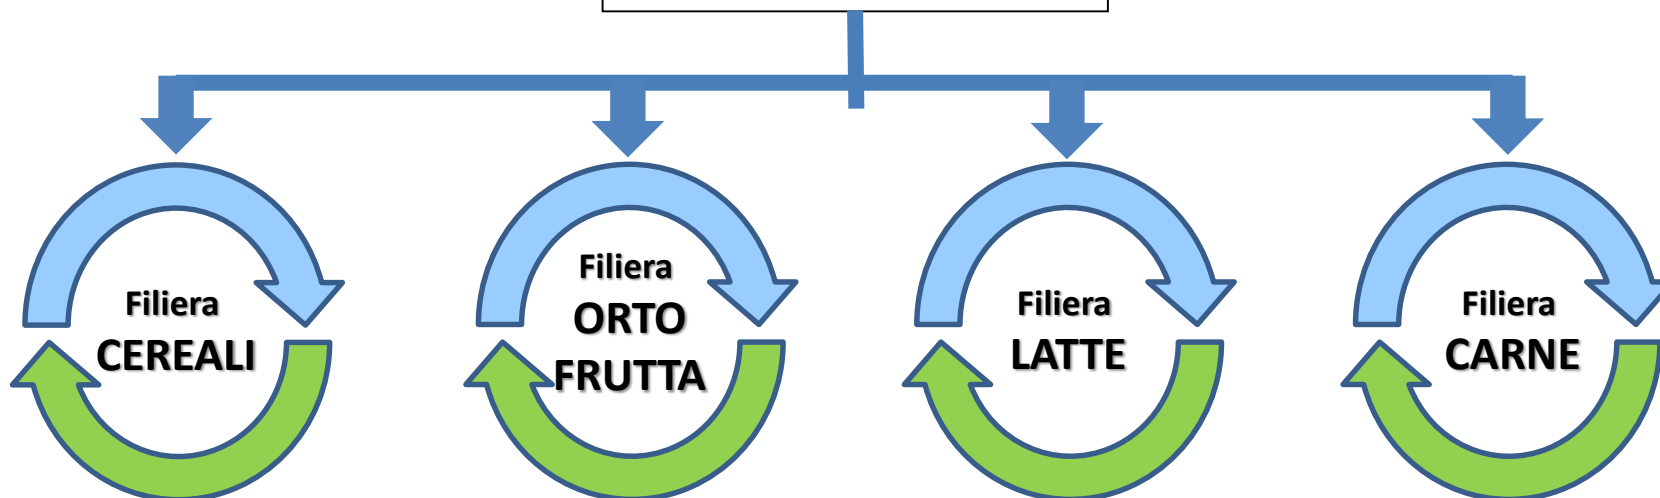 Filiera
CEREALI
Filiera
ORTO
FRUTTA
Filiera
LATTE
Filiera
CARNE